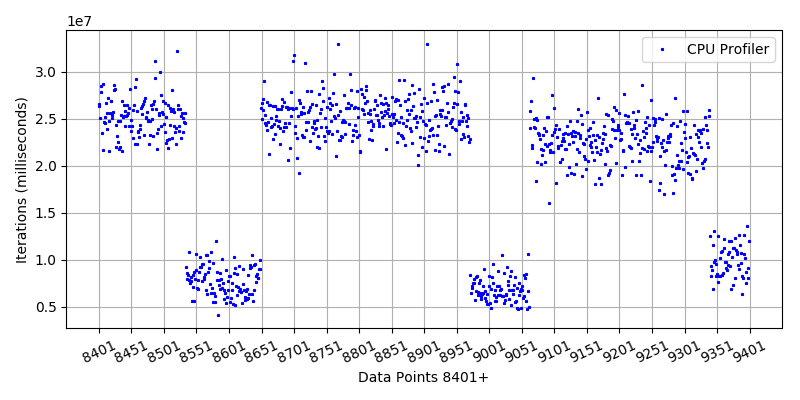 1e7
CPU Profiler
3.0
2.5
2.0
1.5
1.0
0.5
Iterations (milliseconds)
8401 8451 8501 8551 8601 8651 8701 8751 8801 8851 8901 8951 9001 9051 9101 9151 9201 9251 9301 9351 9401
Data Points 8401+